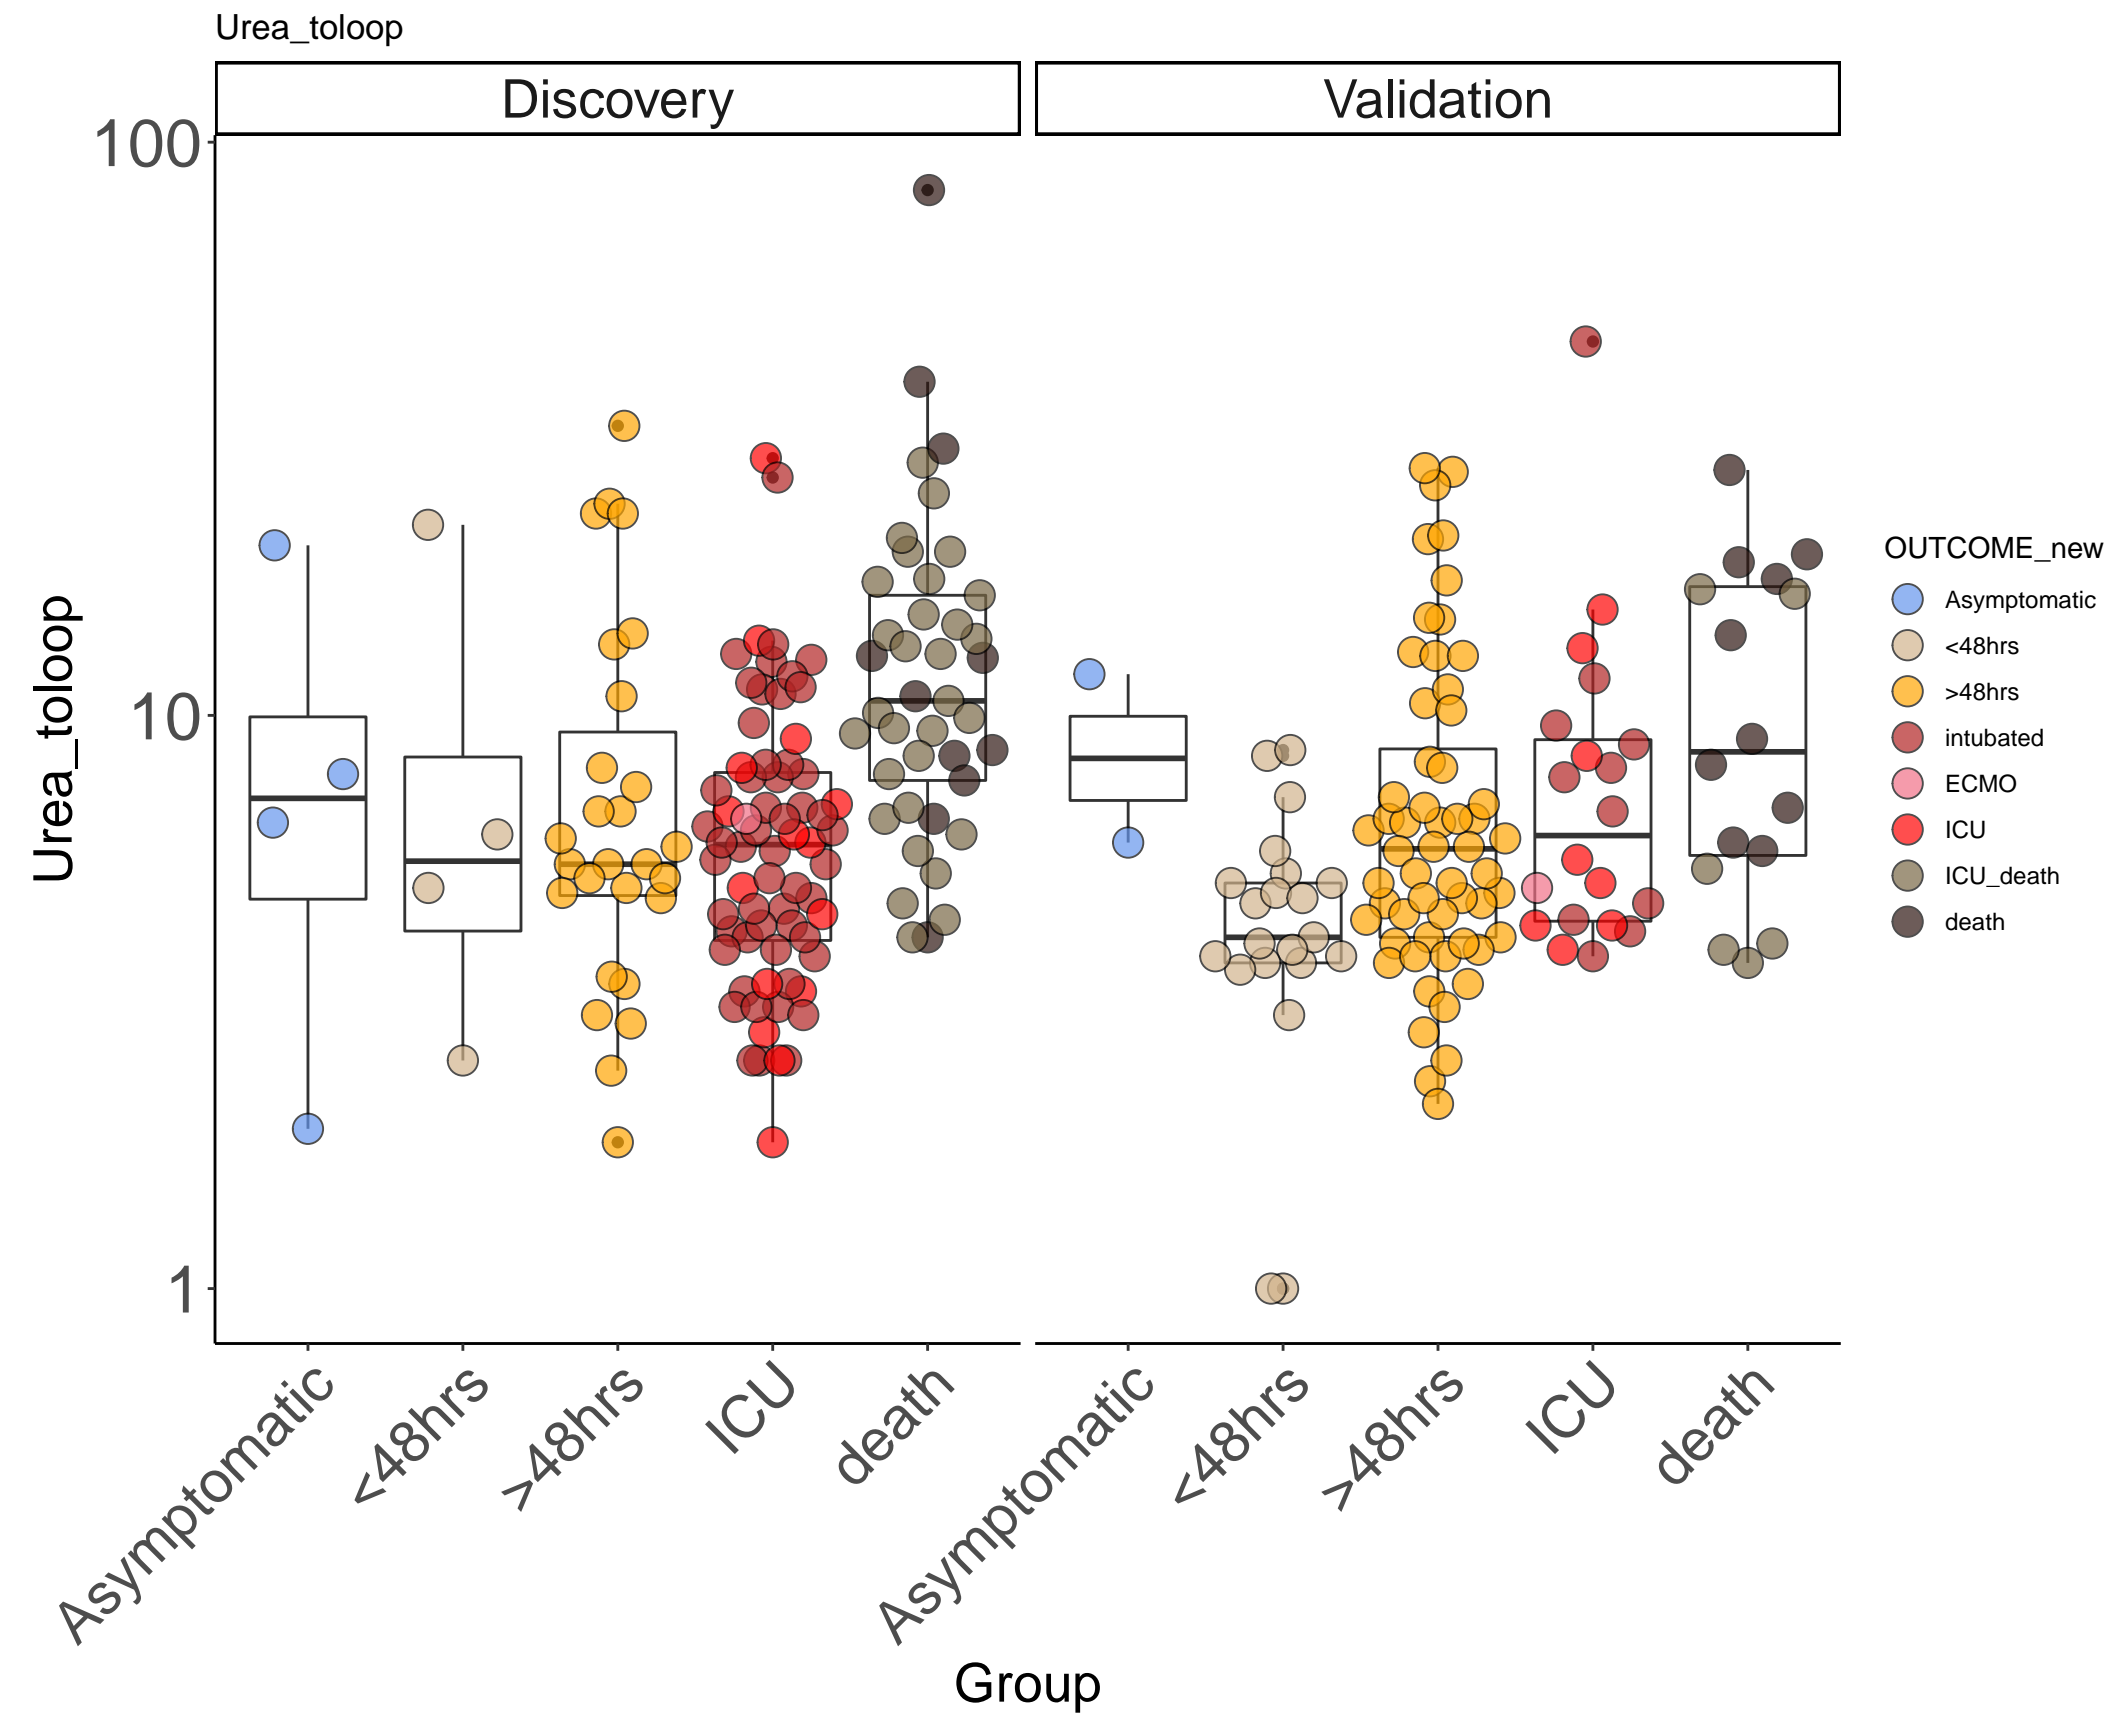 Urea_toloop
Discovery
Validation
100
10
1
Urea_toloop
Asymptomatic
<48hrs
>48hrs
ICU
death
Asymptomatic
<48hrs
>48hrs
ICU
death
Group
OUTCOME_new
Asymptomatic
<48hrs
>48hrs
intubated
ECMO
ICU
ICU_death
death